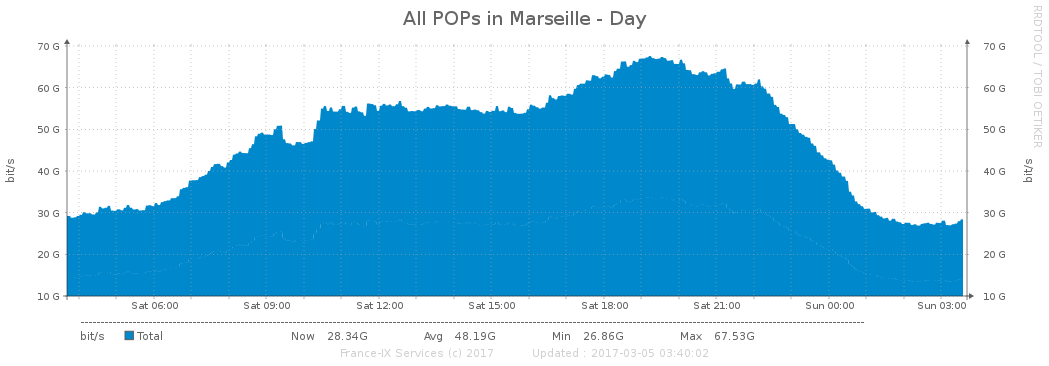 All POPs in Marseille - Day
RRDTOOL / TOBI OETIKER
bit/s
70 G
60 G
50 G
40 G
30 G
20 G
10 G
70 G
60 G
50 G
40 G
30 G
20 G
10 G
bit/s
Sat 06:00 Sat 09:00 Sat 12:00 Sat 15:00 Sat 18:00 Sat 21:00 Sun 00:00 Sun 03:00
bit/s Total Now 28.34G Avg 48.19G Min 26.86G Max 67.53G
France-IX Services (c) 2017 Updated : 2017-03-05 03:40:02